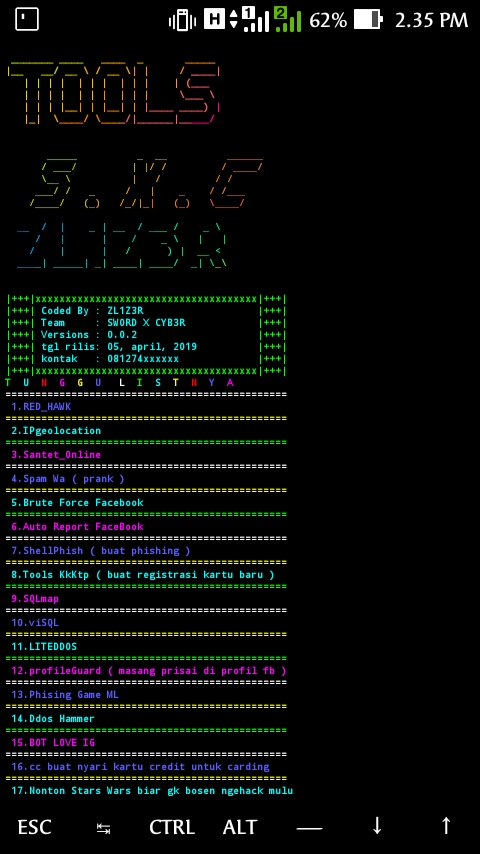 H 1 2 62% 2.35 PM
TOOLS
S.X.C
ZL1Z3R
|+++|xxxxxxxxxxxxxxxxxxxxxxxxxxxxxxxxxxxxx|+++|
|+++| Coded By : ZL1Z3R |+++|
|+++| Team : SW0RD X CYB3R |+++|
|+++| Versions : 0.0.2 |+++|
|+++| tgl rilis: 05, april, 2019 |+++|
|+++| kontak : 081274xxxxxx |+++|
|+++|xxxxxxxxxxxxxxxxxxxxxxxxxxxxxxxxxxxxx|+++|
T U N G G U L I S T N Y A
1.RED_HAWK
2.IPgeolocation
3.Santet_Online
4.Spam Wa ( prank )
5.Brute Force Facebook
6.Auto Report FaceBook
7.ShellPhish ( buat phishing )
8.Tools KkKtp ( buat registrasi kartu baru )
9.SQLmap
10.viSQL
11.LITEDDOS
12.profileGuard ( masang prisai di profil fb )
13.Phising Game ML
14.Ddos Hammer
15.BOT LOVE IG
16.cc buat nyari kartu credit untuk carding
17.Nonton Stars Wars biar gk bosen ngehack mulu
ESC ↹ CTRL ALT — ↓ ↑